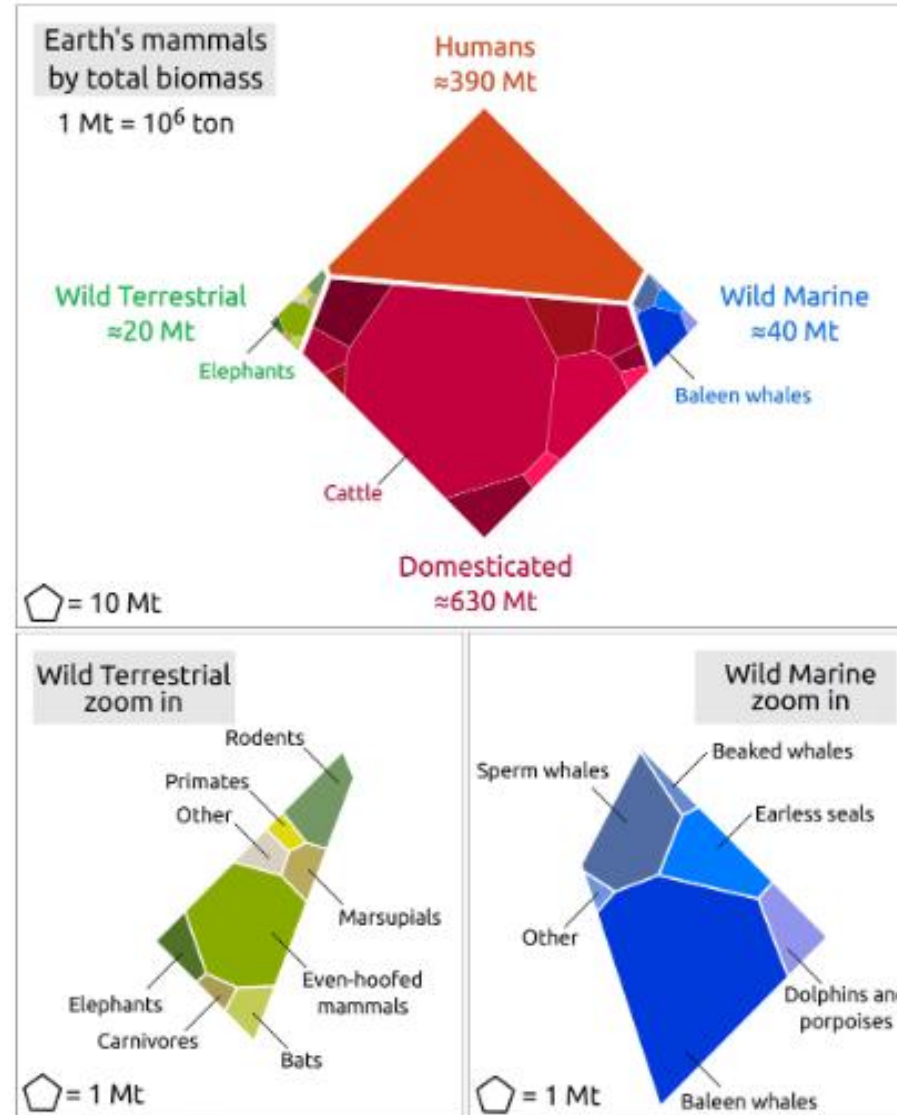 Earth's mammals
by total biomass
1 Mt = 10⁶ ton
Humans
≈390 Mt
Wild Terrestrial
≈20 Mt
Elephants
Wild Marine
≈40 Mt
Baleen whales
Cattle
Domesticated
≈630 Mt
= 10 Mt
Wild Terrestrial
zoom in
Rodents
Primates
Other
Marsupials
Even-hoofed
mammals
Elephants
Carnivores
Bats
= 1 Mt
Wild Marine
zoom in
Beaked whales
Sperm whales
Earless seals
Other
Dolphins and
porpoises
Baleen whales
= 1 Mt